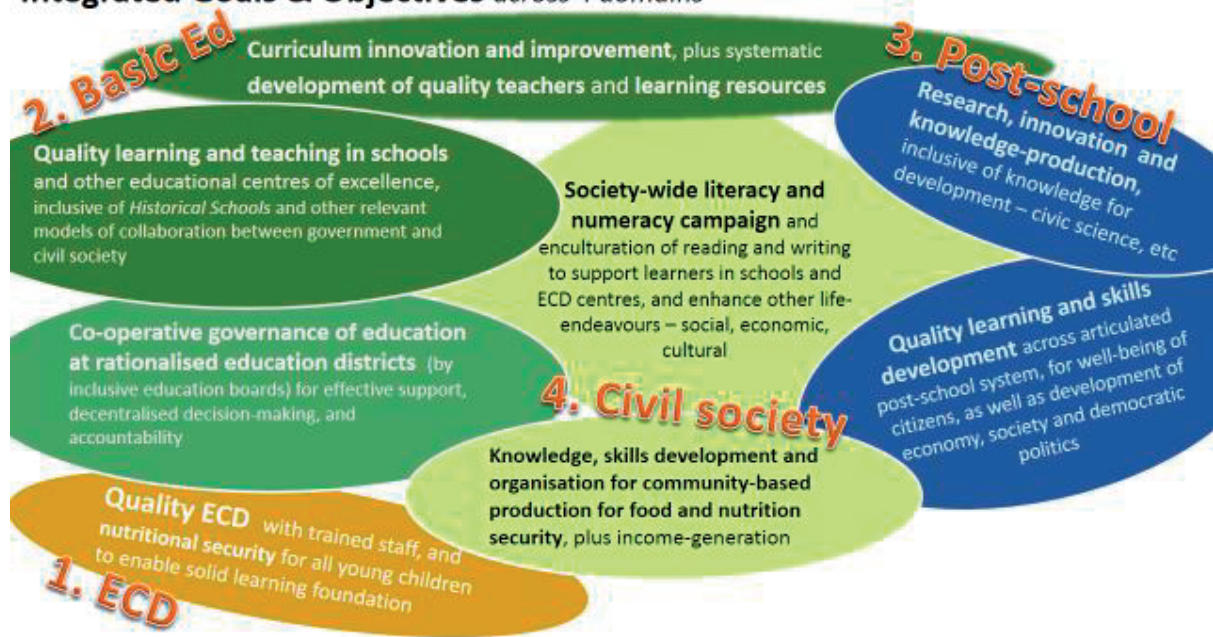 Integrated Goals & Objectives across 4 domains
2. Basic Ed
Curriculum innovation and improvement, plus systematic
development of quality teachers and learning resources
3. Post-school
Research, innovation and
knowledge-production,
inclusive of knowledge for
development – civic science, etc
Quality learning and teaching in schools
and other educational centres of excellence,
inclusive of Historical Schools and other relevant
models of collaboration between government and
civil society
Society-wide literacy and
numeracy campaign and
enculturation of reading and writing
to support learners in schools and
ECD centres, and enhance other life-
endeavours – social, economic,
cultural
Quality learning and skills
development across articulated
post-school system, for well-being of
citizens, as well as development of
economy, society and democratic
politics
Co-operative governance of education
at rationalised education districts (by
inclusive education boards) for effective support,
decentralised decision-making, and
accountability
4. Civil society
Knowledge, skills development and
organisation for community-based
production for food and nutrition
security, plus income-generation
Quality ECD with trained staff, and
nutritional security for all young children
to enable solid learning foundation
1. ECD